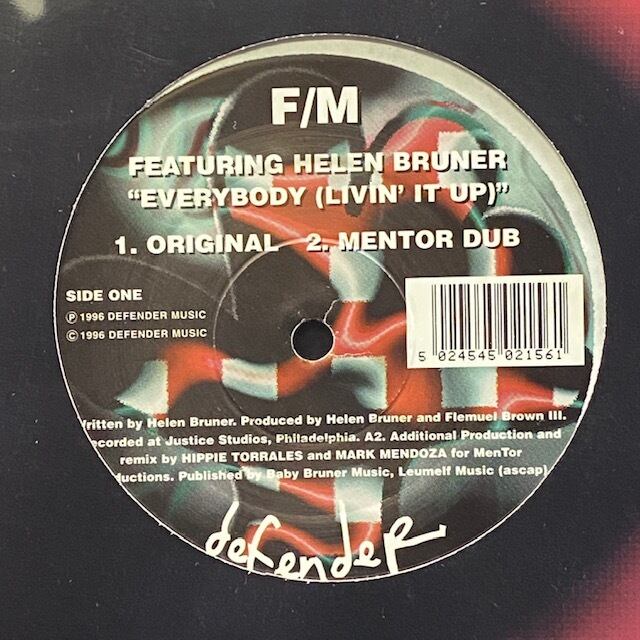 F/M
FEATURING HELEN BRUNER
“EVERYBODY (LIVIN’ IT UP)”
1. ORIGINAL 2. MENTOR DUB
SIDE ONE
℗ 1996 DEFENDER MUSIC
© 1996 DEFENDER MUSIC
5 024545 021561
ritten by Helen Bruner. Produced by Helen Bruner and Flemuel Brown III.
ecorded at Justice Studios, Philadelphia. A2. Additional Production and
remix by HIPPIE TORRALES and MARK MENDOZA for MenTor
ductions. Published by Baby Bruner Music, Leumelf Music (ascap)
defender